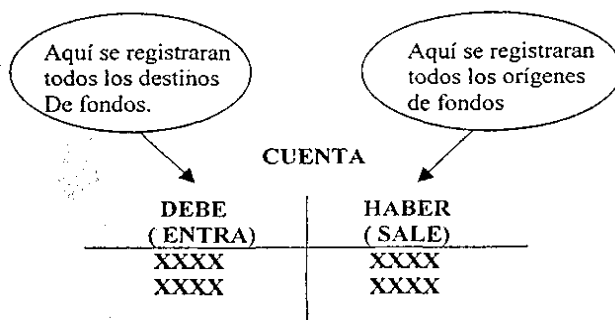 Aquí se registraran
todos los destinos
De fondos.
Aquí se registraran
todos los orígenes
de fondos
CUENTA
DEBE HABER
( ENTRA) ( SALE)
XXXX XXXX
XXXX XXXX